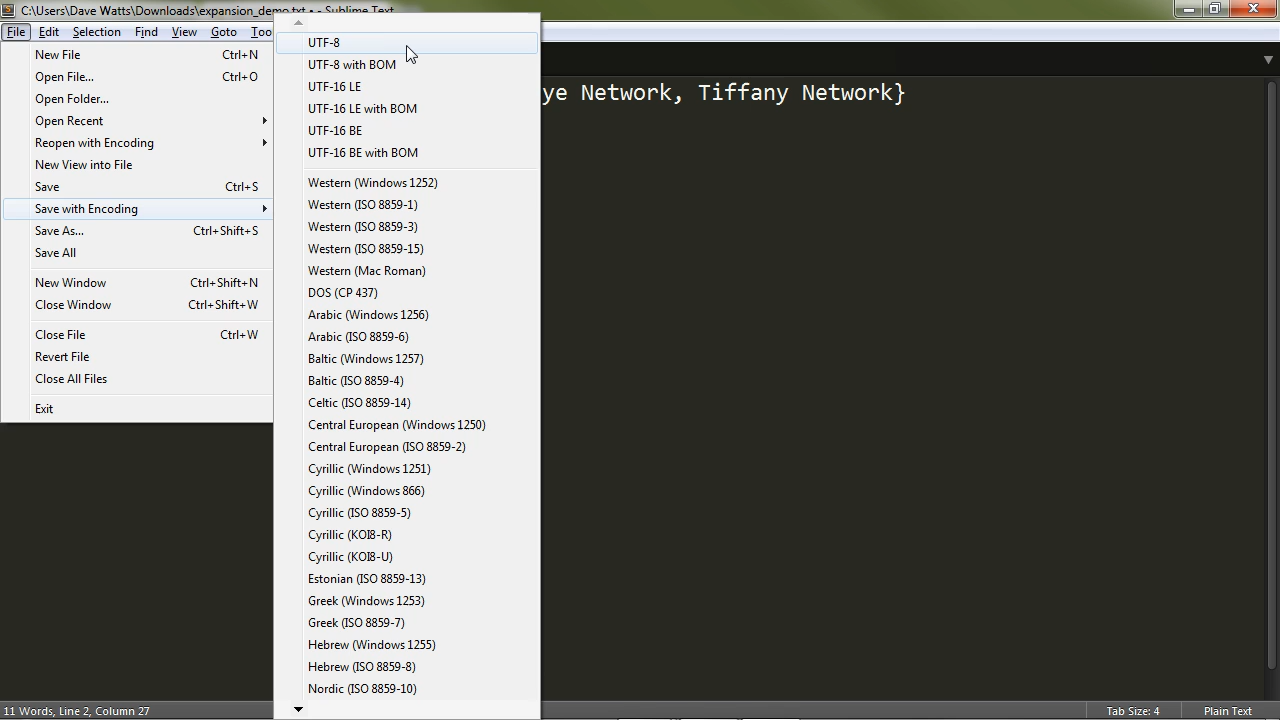 C:\Users\Dave Watts\Downloads\expansion_demo.txt • - Sublime Text
File Edit Selection Find View Goto Too
New File Ctrl+N
Open File... Ctrl+O
Open Folder...
Open Recent
Reopen with Encoding
New View into File
Save Ctrl+S
Save with Encoding
Save As... Ctrl+Shift+S
Save All
New Window Ctrl+Shift+N
Close Window Ctrl+Shift+W
Close File Ctrl+W
Revert File
Close All Files
Exit
UTF-8
UTF-8 with BOM
UTF-16 LE
UTF-16 LE with BOM
UTF-16 BE
UTF-16 BE with BOM
Western (Windows 1252)
Western (ISO 8859-1)
Western (ISO 8859-3)
Western (ISO 8859-15)
Western (Mac Roman)
DOS (CP 437)
Arabic (Windows 1256)
Arabic (ISO 8859-6)
Baltic (Windows 1257)
Baltic (ISO 8859-4)
Celtic (ISO 8859-14)
Central European (Windows 1250)
Central European (ISO 8859-2)
Cyrillic (Windows 1251)
Cyrillic (Windows 866)
Cyrillic (ISO 8859-5)
Cyrillic (KOI8-R)
Cyrillic (KOI8-U)
Estonian (ISO 8859-13)
Greek (Windows 1253)
Greek (ISO 8859-7)
Hebrew (Windows 1255)
Hebrew (ISO 8859-8)
Nordic (ISO 8859-10)
ye Network, Tiffany Network}
11 Words, Line 2, Column 27
Tab Size: 4
Plain Text